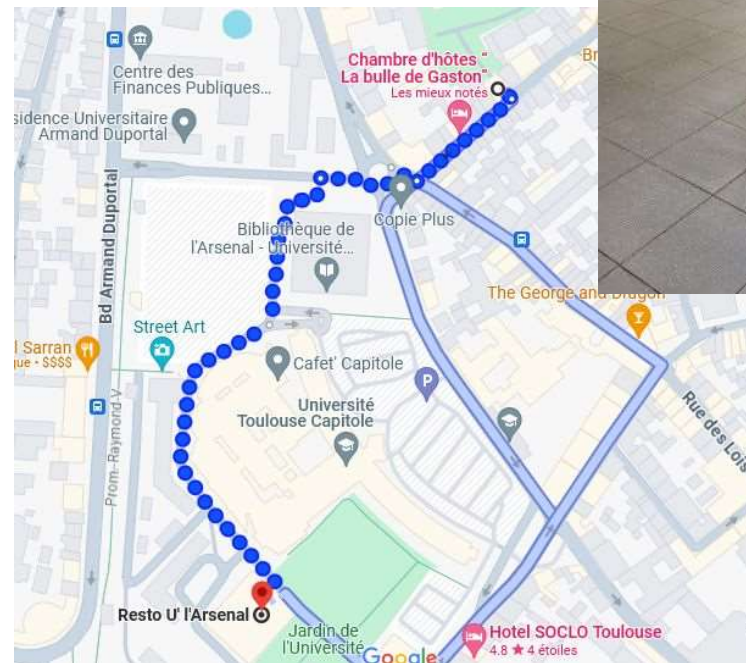 Chambre d'hôtes "
La bulle de Gaston"
Les mieux notés
Centre des
Finances Publiques...
sidence Universitaire
Armand Duportal
Bd Armand Duportal
Copie Plus
Bibliothèque de
l'Arsenal - Université...
The George and Dragon
Street Art
l Sarran
que • $$$$
Cafet' Capitole
P
Université
Toulouse Capitole
Rue des Lois
Prom.-Raymond-V
Resto U' l'Arsenal
Jardin de
l'Université
Google
Hotel SOCLO Toulouse
4.8 ★ 4 étoiles